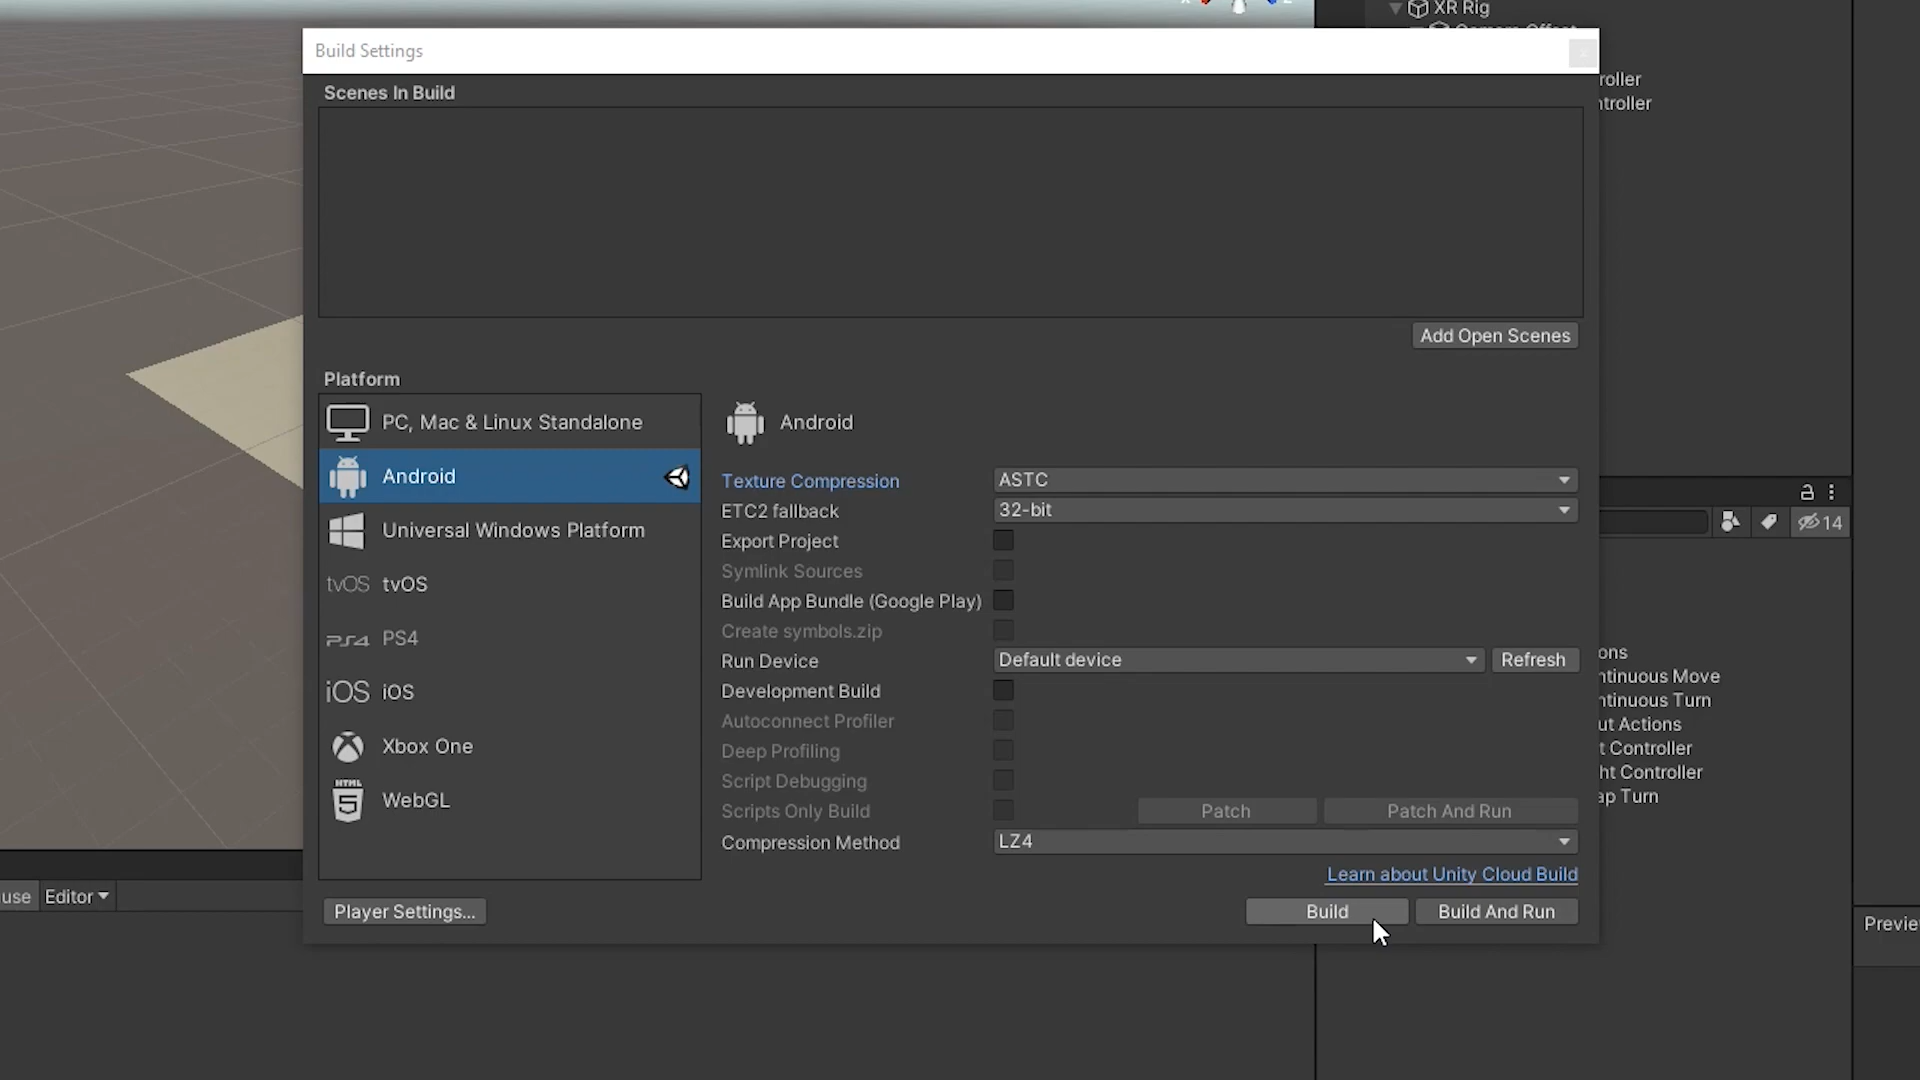 XR Rig
Build Settings
Scenes In Build
roller
ntroller
Add Open Scenes
Platform
PC, Mac & Linux Standalone
Android
Universal Windows Platform
tvOS tvOS
PS4 PS4
iOS iOS
Xbox One
HTML 5 WebGL
Android
Texture Compression ASTC
ETC2 fallback 32-bit
Export Project
Symlink Sources
Build App Bundle (Google Play)
Create symbols.zip
Run Device Default device Refresh
Development Build
Autoconnect Profiler
Deep Profiling
Script Debugging
Scripts Only Build Patch Patch And Run
Compression Method LZ4
Learn about Unity Cloud Build
Player Settings... Build Build And Run
14
ons
ntinuous Move
ntinuous Turn
ut Actions
t Controller
ht Controller
ap Turn
use Editor
Previe